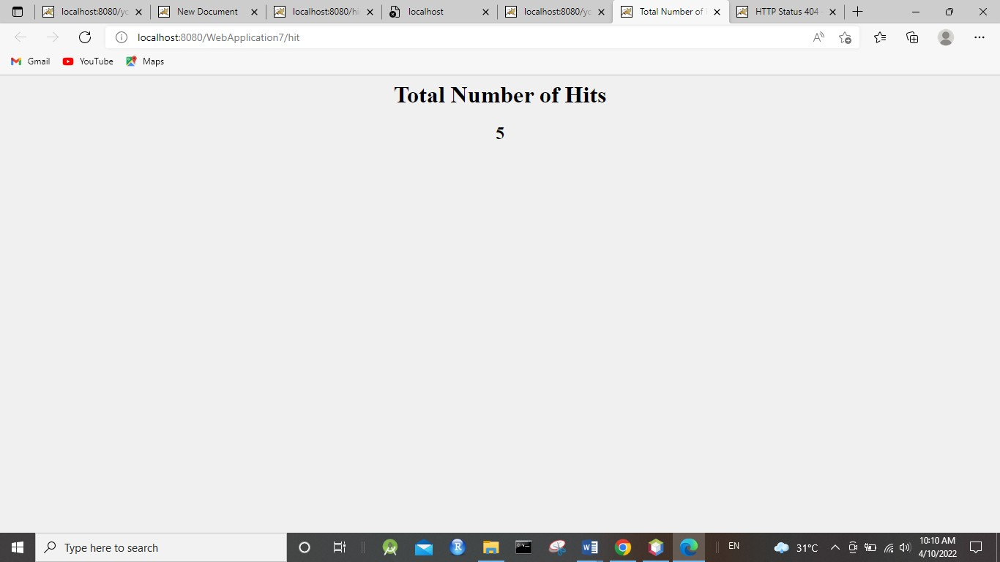 localhost:8080/yc
New Document
localhost:8080/hi
localhost
localhost:8080/yc
Total Number of
HTTP Status 404
localhost:8080/WebApplication7/hit
Gmail
YouTube
Maps
Total Number of Hits
5
Type here to search
EN
31°C
10:10 AM
4/10/2022